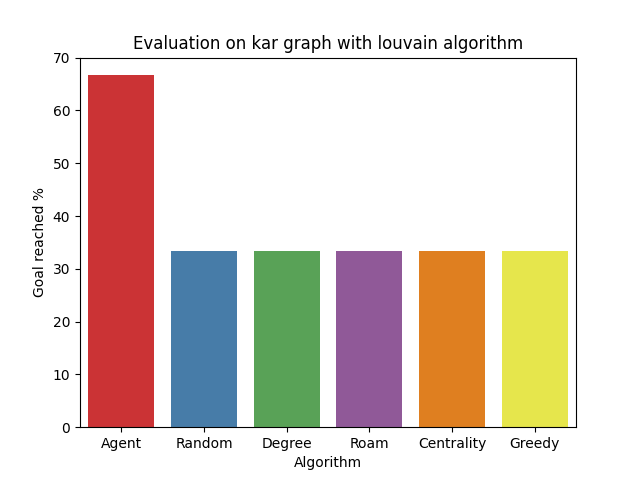 Evaluation on kar graph with louvain algorithm
70
60
50
40
30
20
10
0
Goal reached %
Agent Random Degree Roam Centrality Greedy
Algorithm